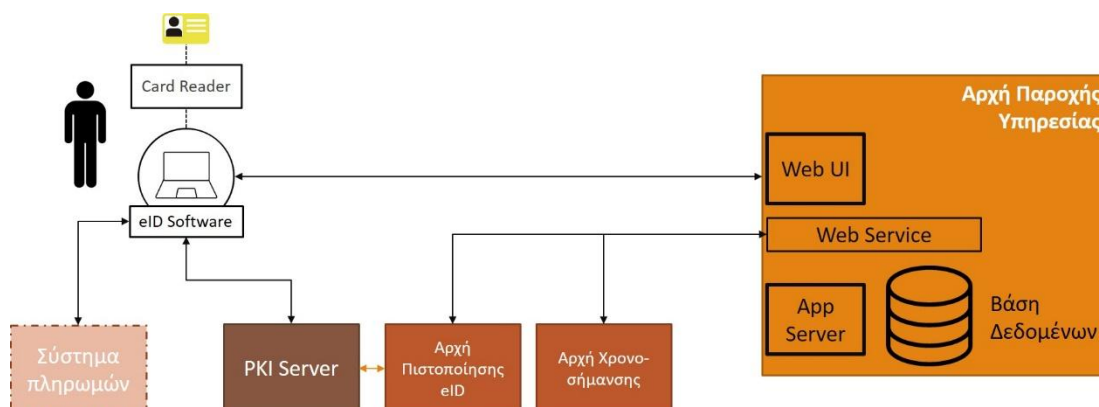 Card Reader
Αρχή Παροχής
Υπηρεσίας
Web UI
eID Software
Web Service
App
Server
Βάση
Δεδομένων
Σύστημα
πληρωμών
PKI Server
Αρχή
Πιστοποίησης
eID
Αρχή Χρονο-
σήμανσης